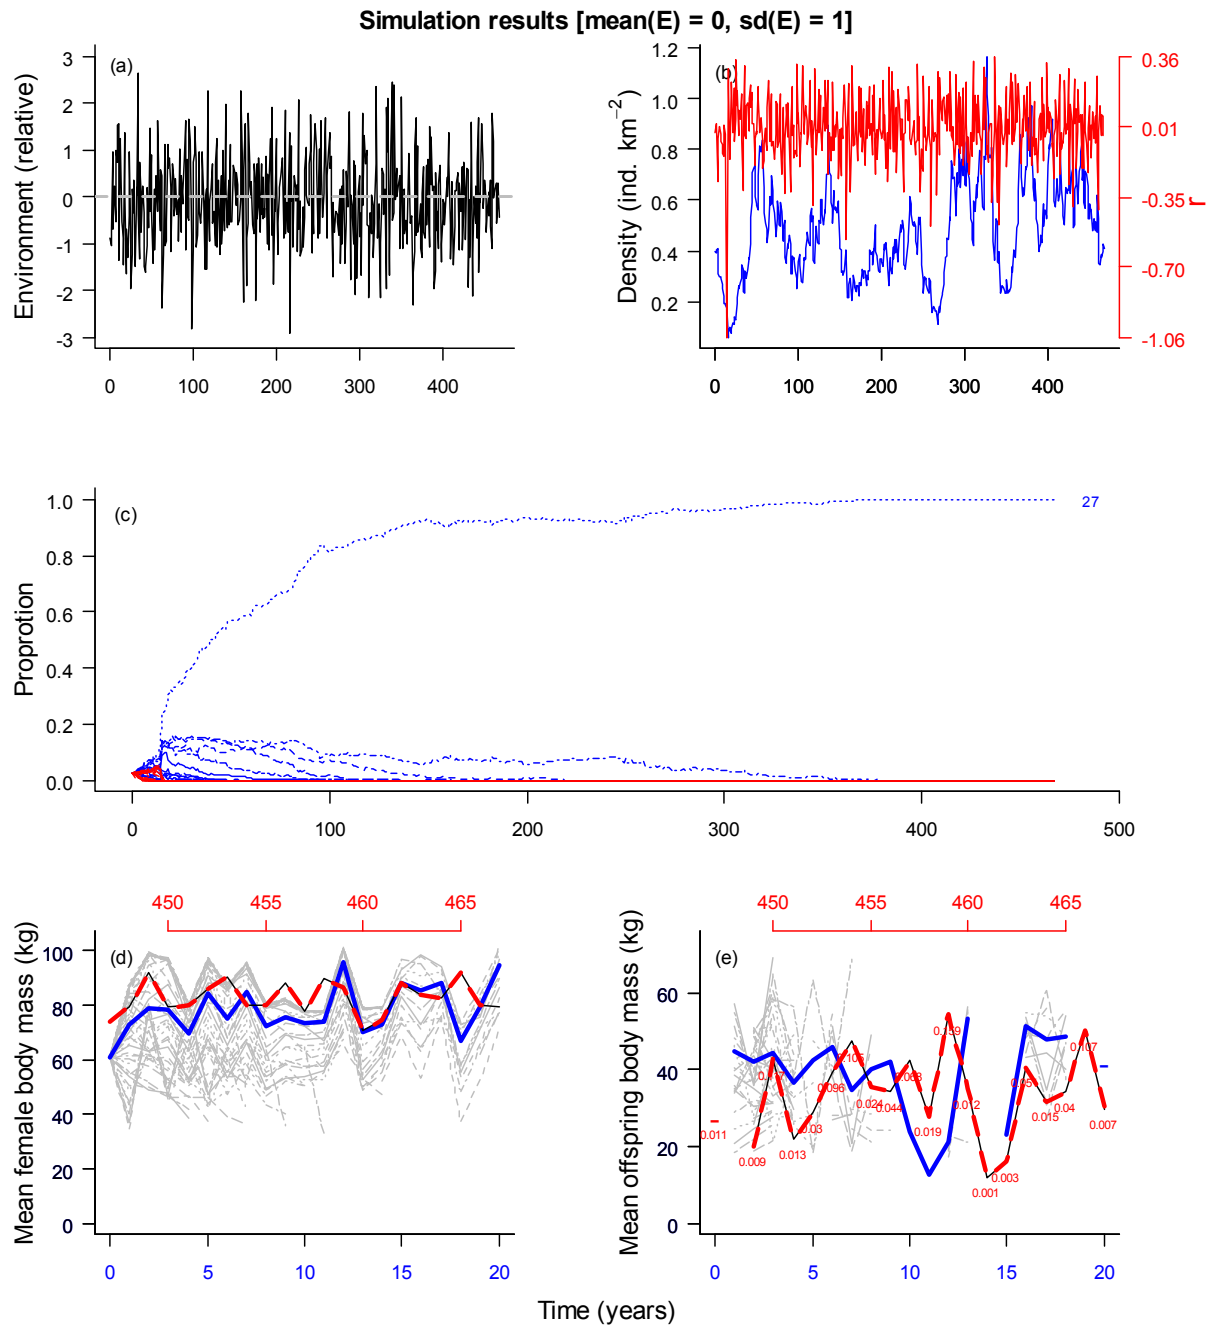 Simulation results [mean(E) = 0, sd(E) = 1]
(a)
Environment (relative)
3
2
1
0
-1
-2
-3
0 100 200 300 400
(b)
Density (ind. km⁻²)
1.2
1.0
0.8
0.6
0.4
0.2
0.36
0.01
-0.35
-0.70
-1.06
r
0 100 200 300 400
(c)
Proprotion
1.0
0.8
0.6
0.4
0.2
0.0
27
0 100 200 300 400 500
450 455 460 465
(d)
Mean female body mass (kg)
100
80
60
40
20
0
0 5 10 15 20
450 455 460 465
(e)
Mean offspring body mass (kg)
60
40
20
0
0.011
0.009
0.013
0.03
0.096
0.024
0.044
0.019
0.159
0.012
0.001
0.003
0.015
0.04
0.107
0.007
0 5 10 15 20
Time (years)